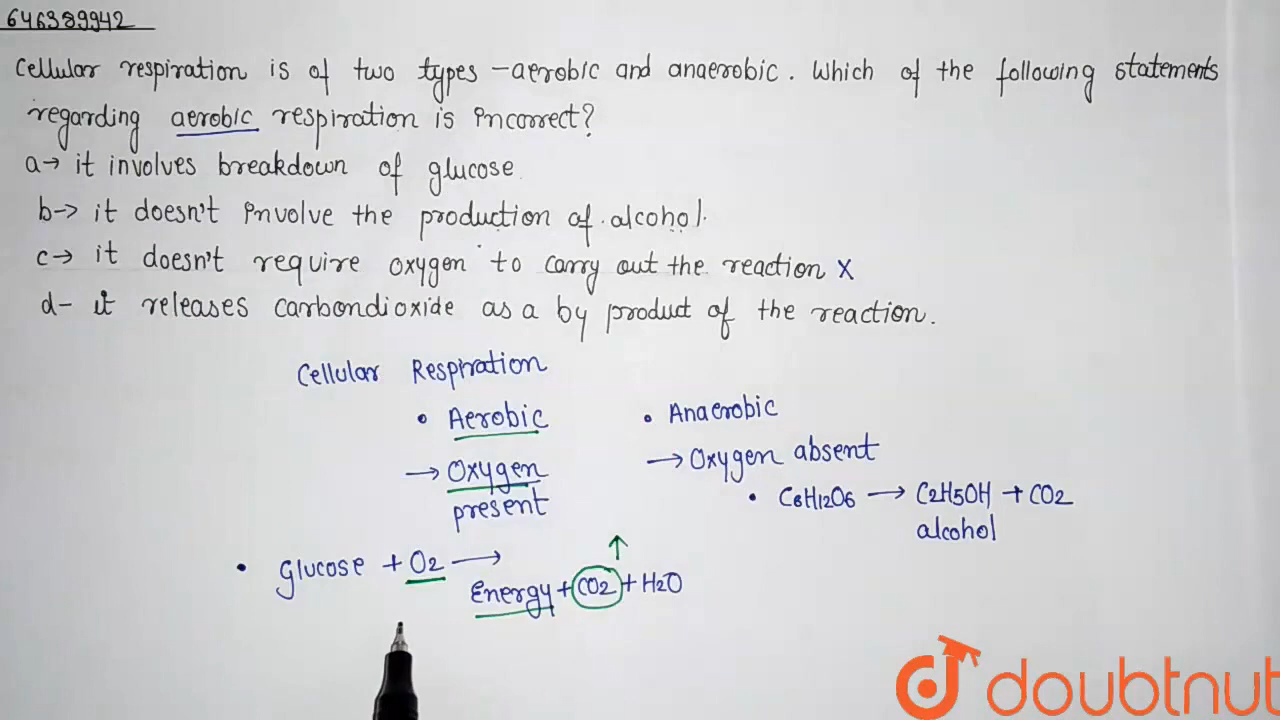 646389942
Cellular respiration is of two types - aerobic and anaerobic. Which of the following statements
regarding aerobic respiration is incorrect?
a→ it involves breakdown of glucose.
b→ it doesn't involve the production of alcohol.
c→ it doesn't require oxygen to carry out the reaction X
d- it releases carbondioxide as a by product of the reaction.
Cellular Respiration
• Aerobic
• Anaerobic
→ Oxygen present
→ Oxygen absent
• C6H12O6 → C2H5OH + CO2
alcohol
• glucose + O2 →
Energy + CO2 + H2O
↑
doubtnut